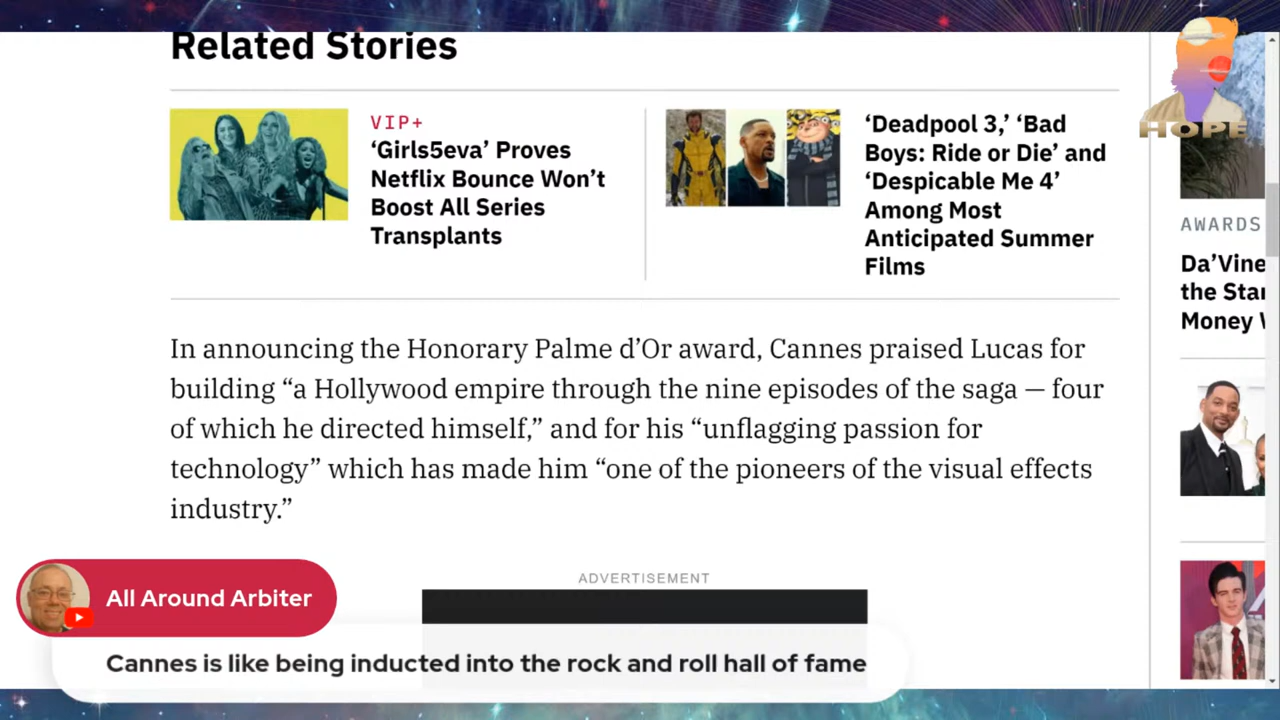 Related Stories
VIP+
‘Girls5eva’ Proves
Netflix Bounce Won’t
Boost All Series
Transplants
‘Deadpool 3,’ ‘Bad
Boys: Ride or Die’ and
‘Despicable Me 4’
Among Most
Anticipated Summer
Films
HOPE
AWARDS
Da’Vine
the Star
Money
In announcing the Honorary Palme d’Or award, Cannes praised Lucas for
building “a Hollywood empire through the nine episodes of the saga — four
of which he directed himself,” and for his “unflagging passion for
technology” which has made him “one of the pioneers of the visual effects
industry.”
ADVERTISEMENT
All Around Arbiter
Cannes is like being inducted into the rock and roll hall of fame